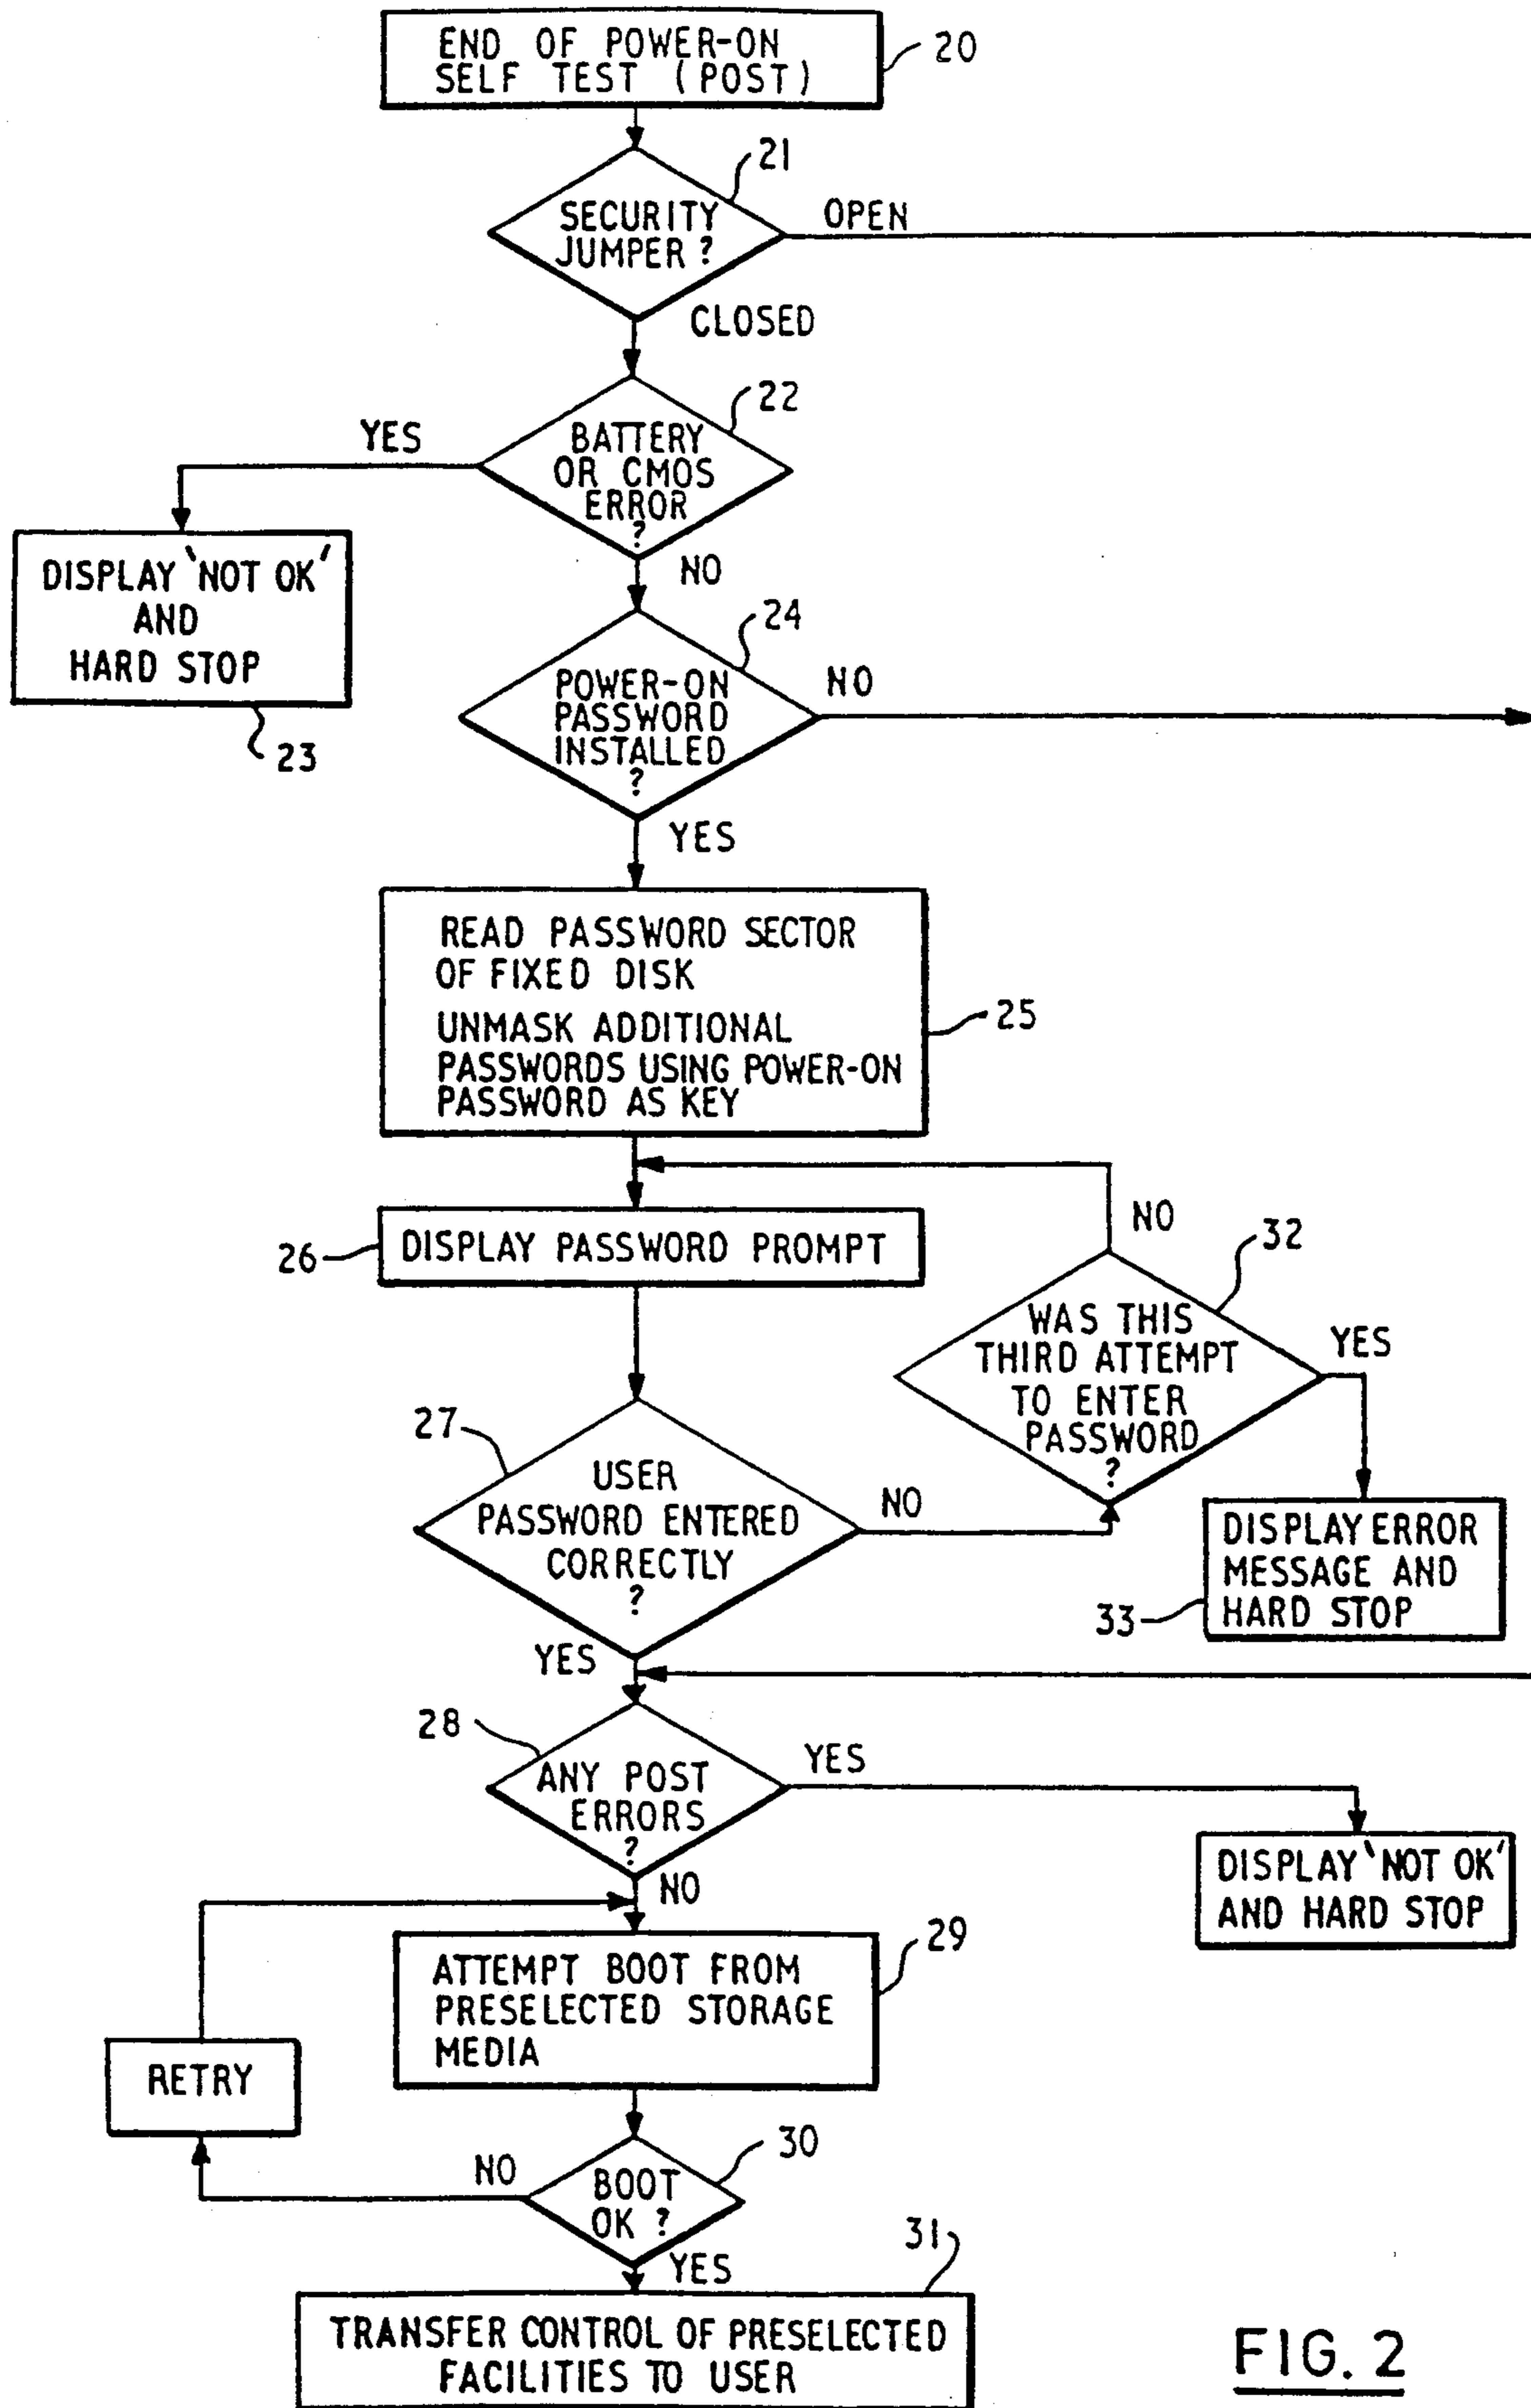 END OF POWER-ON
SELF TEST (POST)
20
21
SECURITY
JUMPER ?
OPEN
CLOSED
22
BATTERY
OR CMOS
ERROR
?
YES
NO
DISPLAY 'NOT OK'
AND
HARD STOP
23
24
POWER-ON
PASSWORD
INSTALLED
?
NO
YES
READ PASSWORD SECTOR
OF FIXED DISK
UNMASK ADDITIONAL
PASSWORDS USING POWER-ON
PASSWORD AS KEY
25
26
DISPLAY PASSWORD PROMPT
NO
32
WAS THIS
THIRD ATTEMPT
TO ENTER
PASSWORD
?
YES
27
USER
PASSWORD ENTERED
CORRECTLY
?
NO
YES
DISPLAY ERROR
MESSAGE AND
HARD STOP
33
28
ANY POST
ERRORS
?
YES
NO
DISPLAY 'NOT OK'
AND HARD STOP
ATTEMPT BOOT FROM
PRESELECTED STORAGE
MEDIA
29
RETRY
30
BOOT
OK ?
NO
YES
31
TRANSFER CONTROL OF PRESELECTED
FACILITIES TO USER
FIG. 2